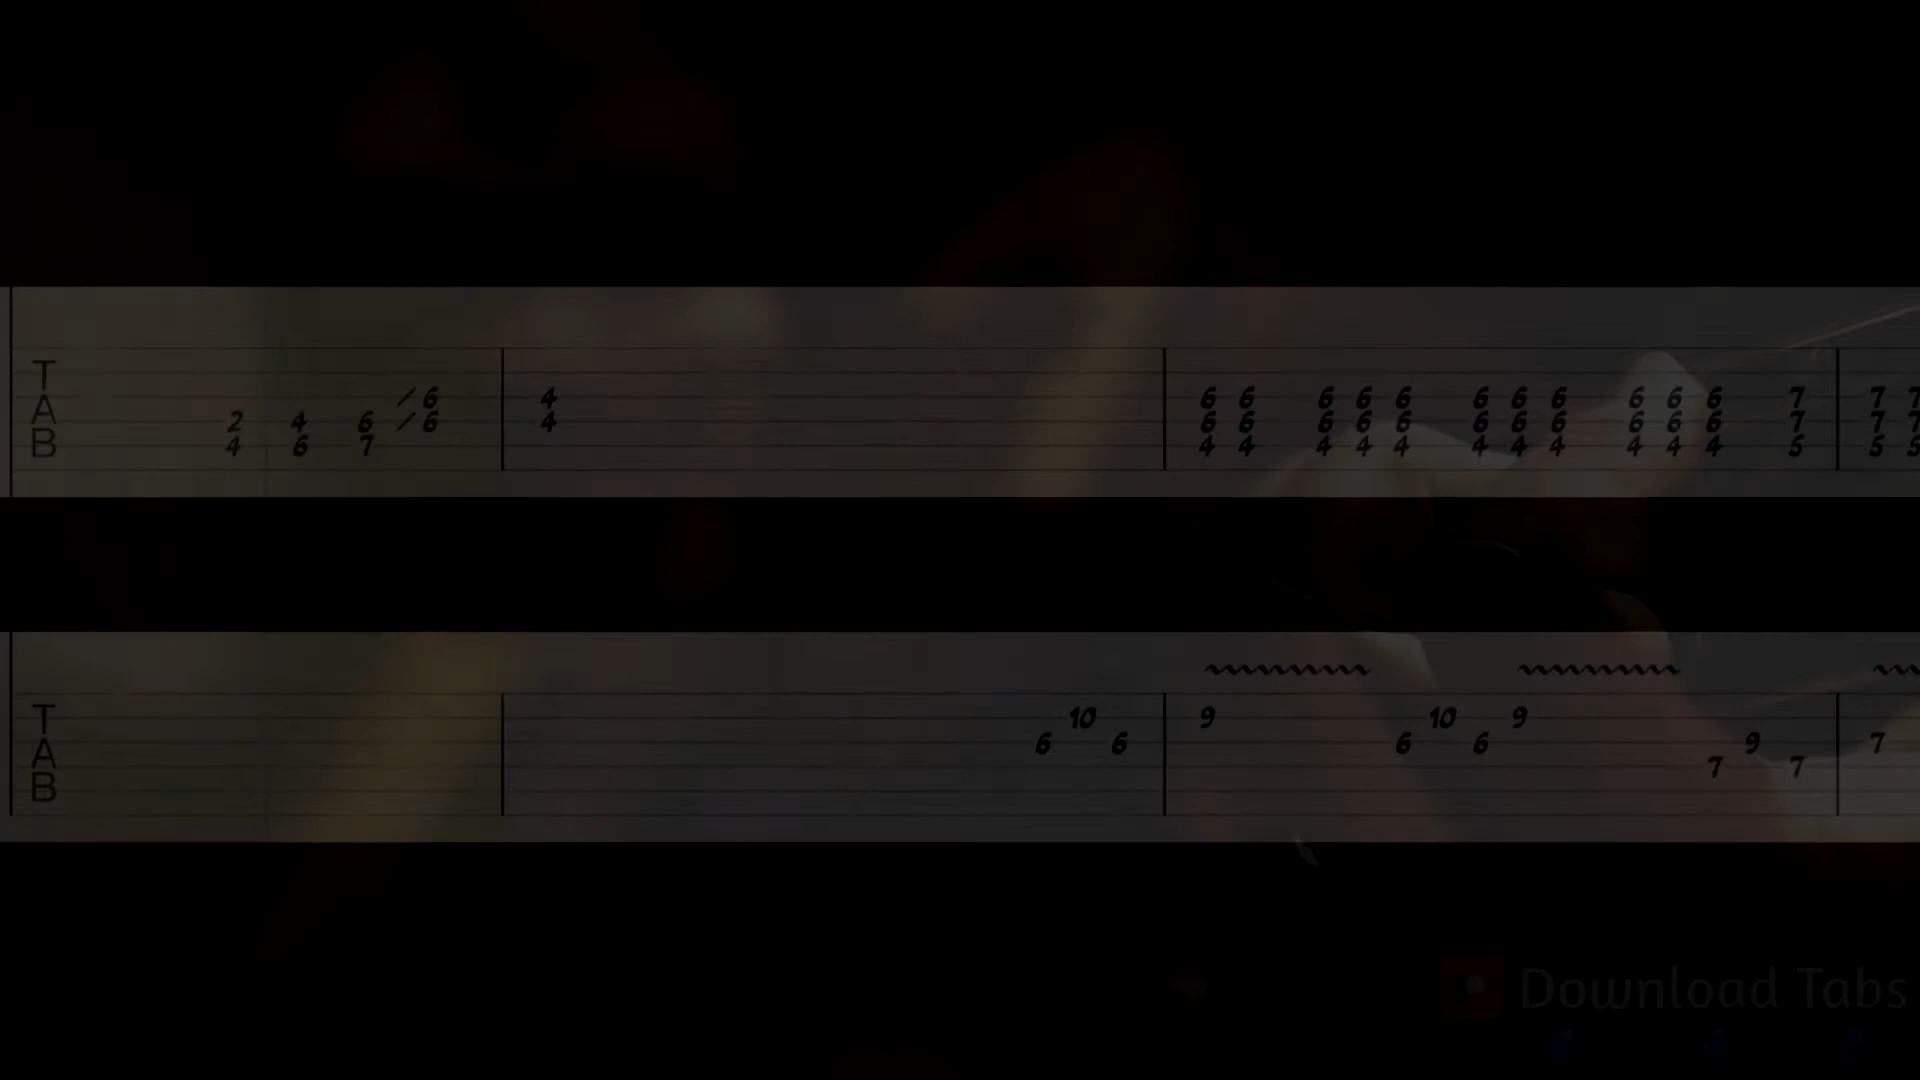 T
A
B
/ 6
4
6 6 6 6 6 6 6 6 6 6 6 7 7 7
2 4 6 / 6
4
6 6 6 6 6 6 6 6 6 6 6 7 7 7
4 6 7
4 4 4 4 4 4 4 4 4 4 4 5 5 5
T
A
B
10 9 10 9
6 6 6 6 9 7
7 7
Download Tabs